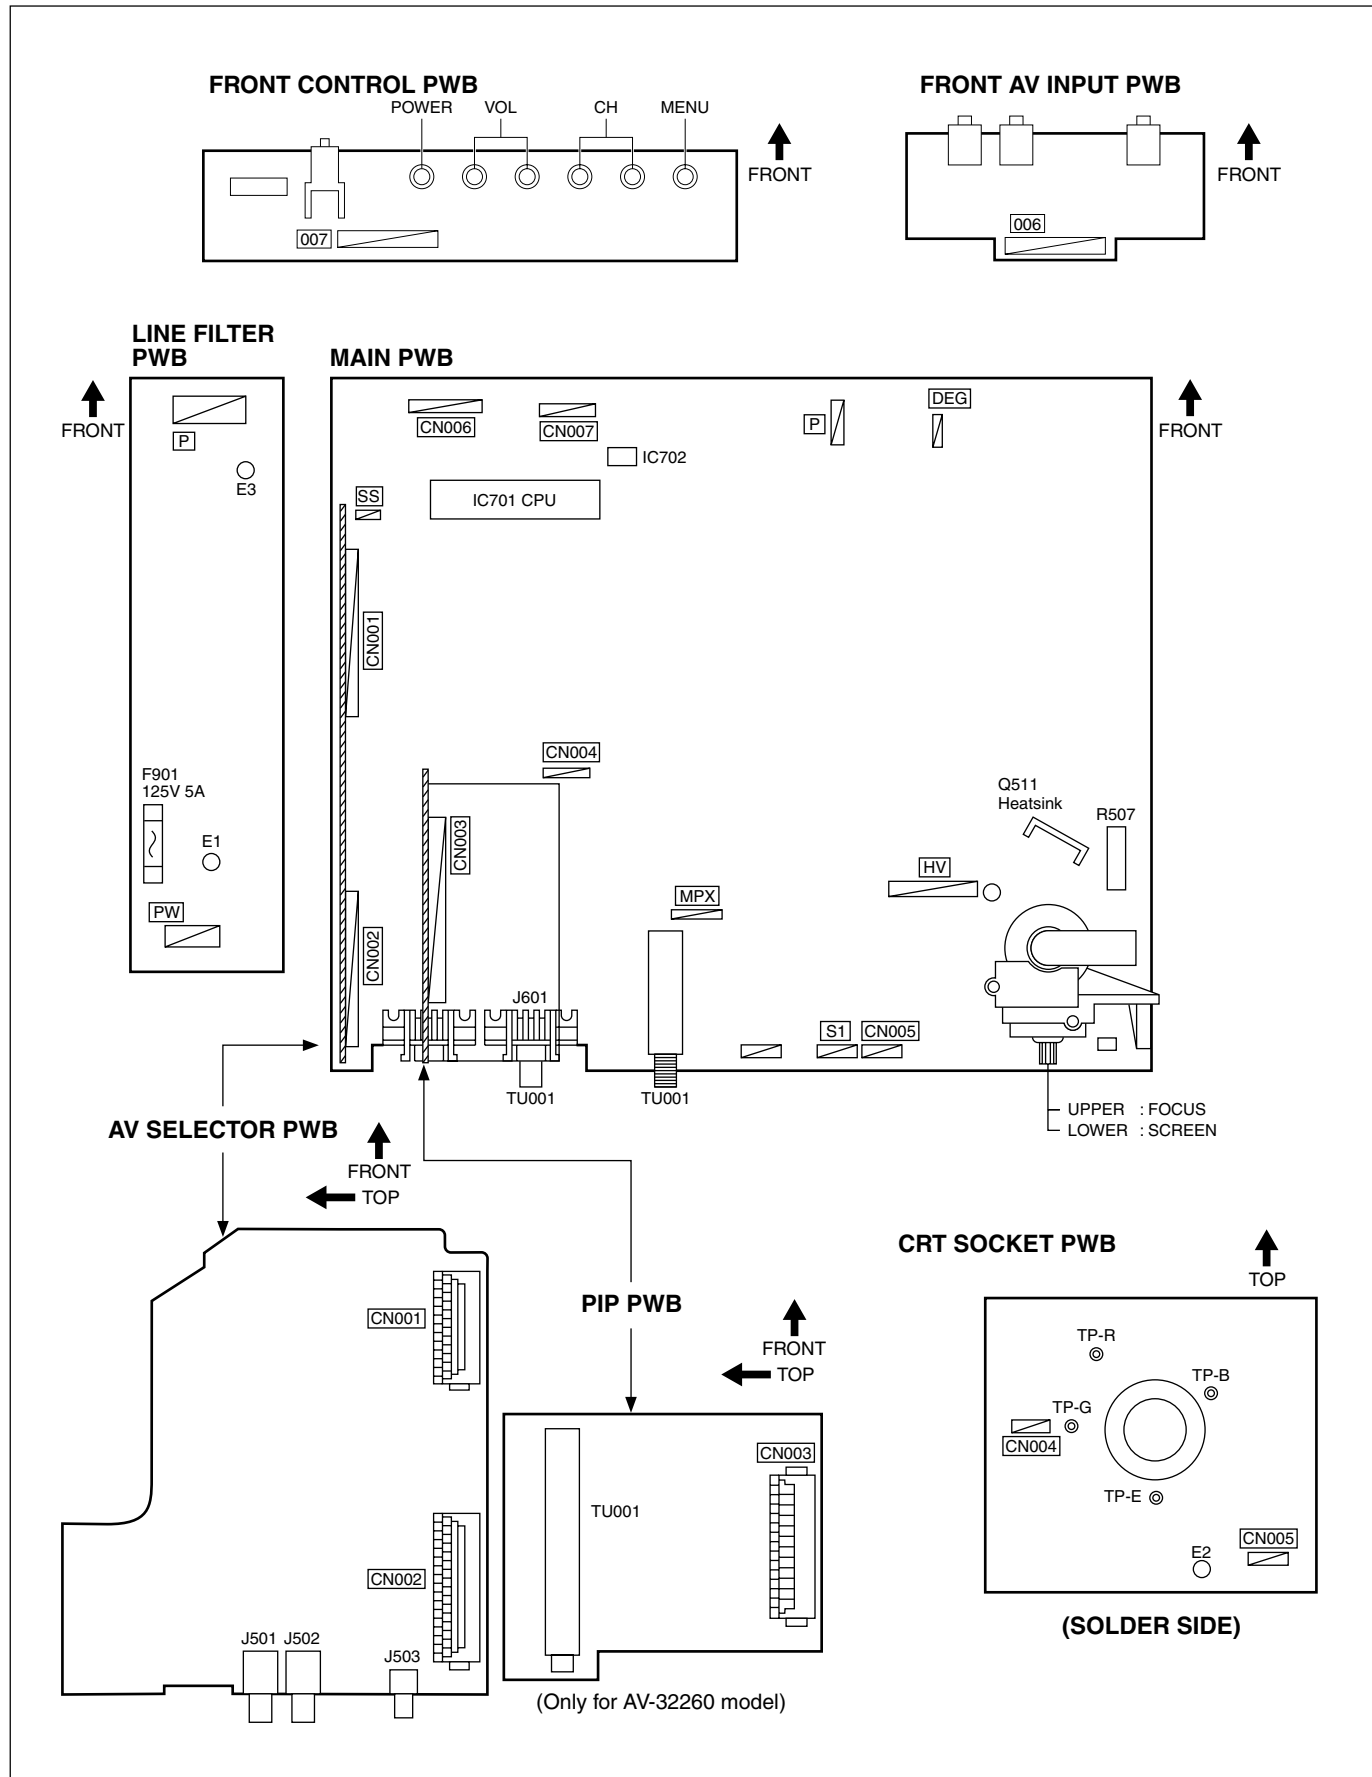 FRONT CONTROL PWB
POWER VOL CH MENU
FRONT
007
FRONT AV INPUT PWB
FRONT
006
LINE FILTER
PWB
FRONT
P
E3
F901
125V 5A
E1
PW
MAIN PWB
FRONT
CN006
CN007
P
DEG
IC702
SS
IC701 CPU
CN001
CN004
CN003
Q511
Heatsink
R507
HV
MPX
CN002
J601
S1 CN005
TU001
TU001
UPPER : FOCUS
LOWER : SCREEN
AV SELECTOR PWB
FRONT
TOP
CN001
CN002
J501 J502
J503
PIP PWB
FRONT
TOP
CN003
TU001
(Only for AV-32260 model)
CRT SOCKET PWB
TOP
TP-R
TP-B
TP-G
CN004
TP-E
CN005
E2
(SOLDER SIDE)